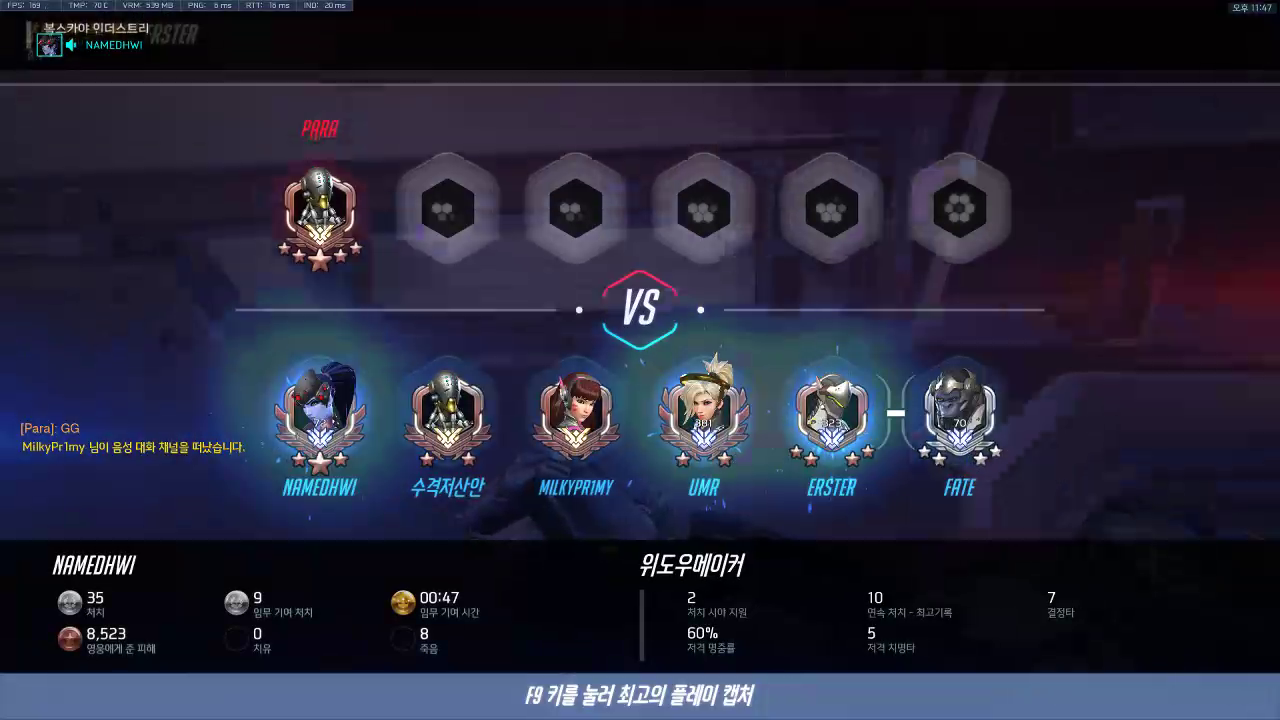 FPS: 169 TMP: 70 C VRM: 539 MB PNG: 6 ms RTT: 16 ms IND: 20 ms
오후 11:47
복스카야 인더스트리
ERSTER
NAMEDHWI
PARA
VS
[Para]: GG
MilkyPr1my 님이 음성 대화 채널을 떠났습니다.
NAMEDHWI 수격저산안 MILKYPR1MY UMR ERSTER FATE
NAMEDHWI
35
처치
9
임무 기여 처치
00:47
임무 기여 시간
8,523
영웅에게 준 피해
0
치유
8
죽음
위도우메이커
2
처치 시야 지원
10
연속 처치 - 최고기록
7
결정타
60%
저격 명중률
5
저격 치명타
F9 키를 눌러 최고의 플레이 캡처